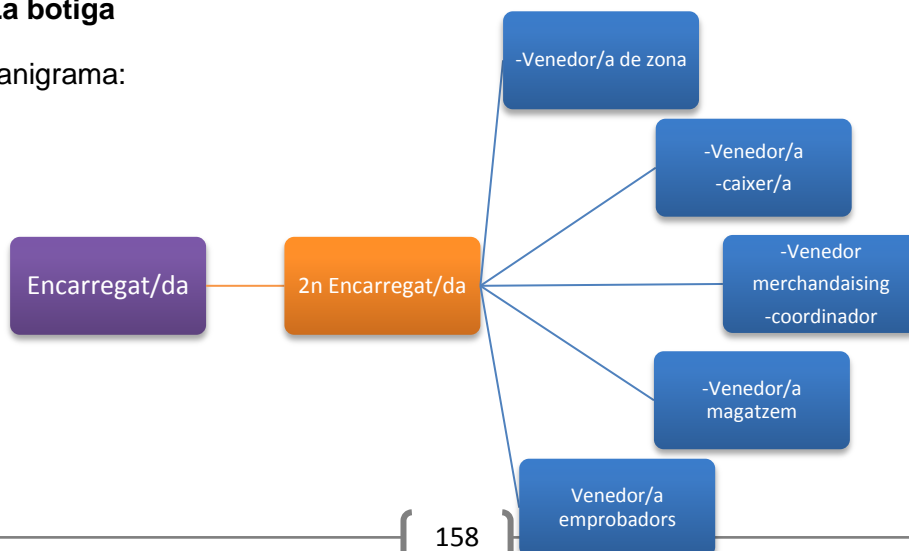 La botiga
anigrama:
-Venedor/a de zona
-Venedor/a
-caixer/a
Encarregat/da
2n Encarregat/da
-Venedor
merchandaising
-coordinador
-Venedor/a
magatzem
Venedor/a
emprobadors
158